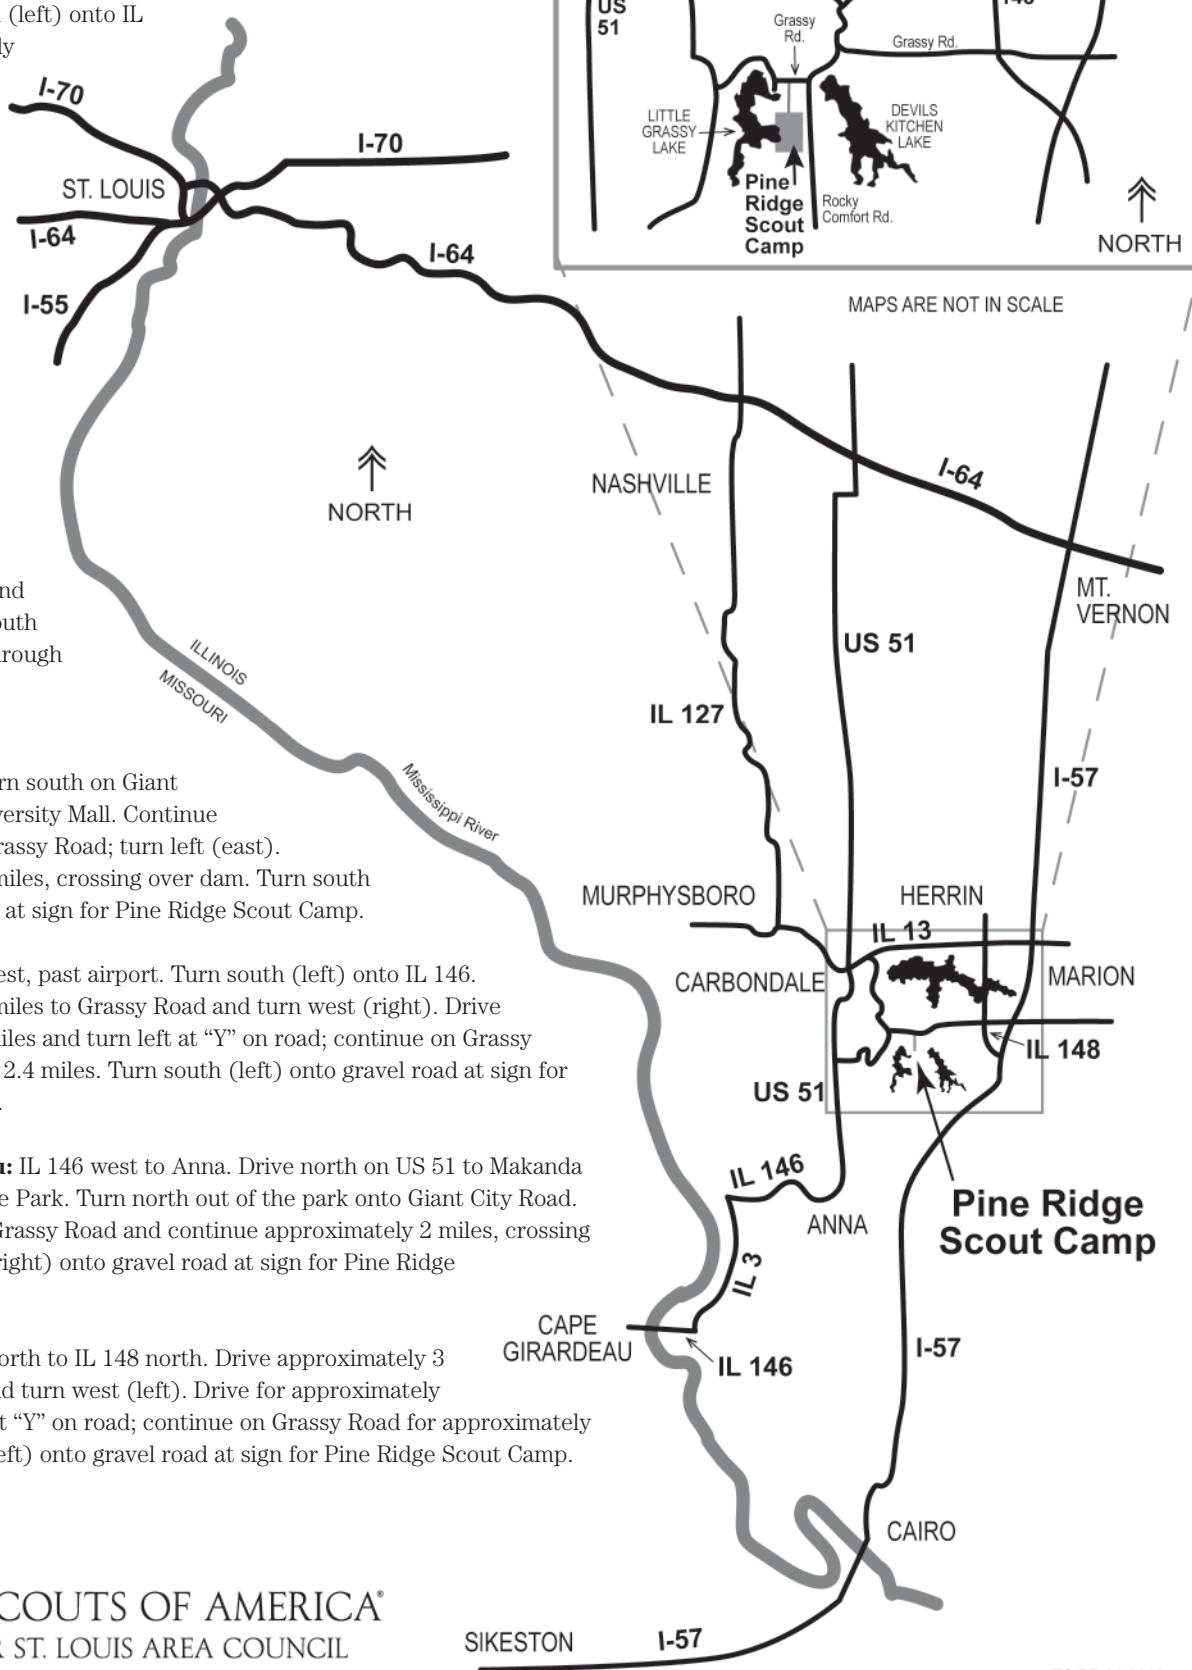 (left) onto IL
US
51
Grassy
Rd.
Grassy Rd.
LITTLE
GRASSY
LAKE
DEVILS
KITCHEN
LAKE
Pine
Ridge
Scout
Camp
Rocky
Comfort Rd.
NORTH
I-70
I-70
ST. LOUIS
I-64
I-64
I-55
MAPS ARE NOT IN SCALE
NORTH
NASHVILLE
I-64
MT.
VERNON
US 51
ILLINOIS
MISSOURI
IL 127
I-57
Mississippi River
MURPHYSBORO
HERRIN
IL 13
CARBONDALE
MARION
IL 148
US 51
IL 146
ANNA
Pine Ridge
Scout Camp
IL 3
CAPE
GIRARDEAU
IL 146
I-57
CAIRO
SIKESTON
I-57
rn south on Giant
versity Mall. Continue
rassy Road; turn left (east).
miles, crossing over dam. Turn south
at sign for Pine Ridge Scout Camp.
est, past airport. Turn south (left) onto IL 146.
miles to Grassy Road and turn west (right). Drive
iles and turn left at “Y” on road; continue on Grassy
2.4 miles. Turn south (left) onto gravel road at sign for
u: IL 146 west to Anna. Drive north on US 51 to Makanda
e Park. Turn north out of the park onto Giant City Road.
Grassy Road and continue approximately 2 miles, crossing
right) onto gravel road at sign for Pine Ridge
orth to IL 148 north. Drive approximately 3
d turn west (left). Drive for approximately
t “Y” on road; continue on Grassy Road for approximately
eft) onto gravel road at sign for Pine Ridge Scout Camp.
COUTS OF AMERICA®
R ST. LOUIS AREA COUNCIL